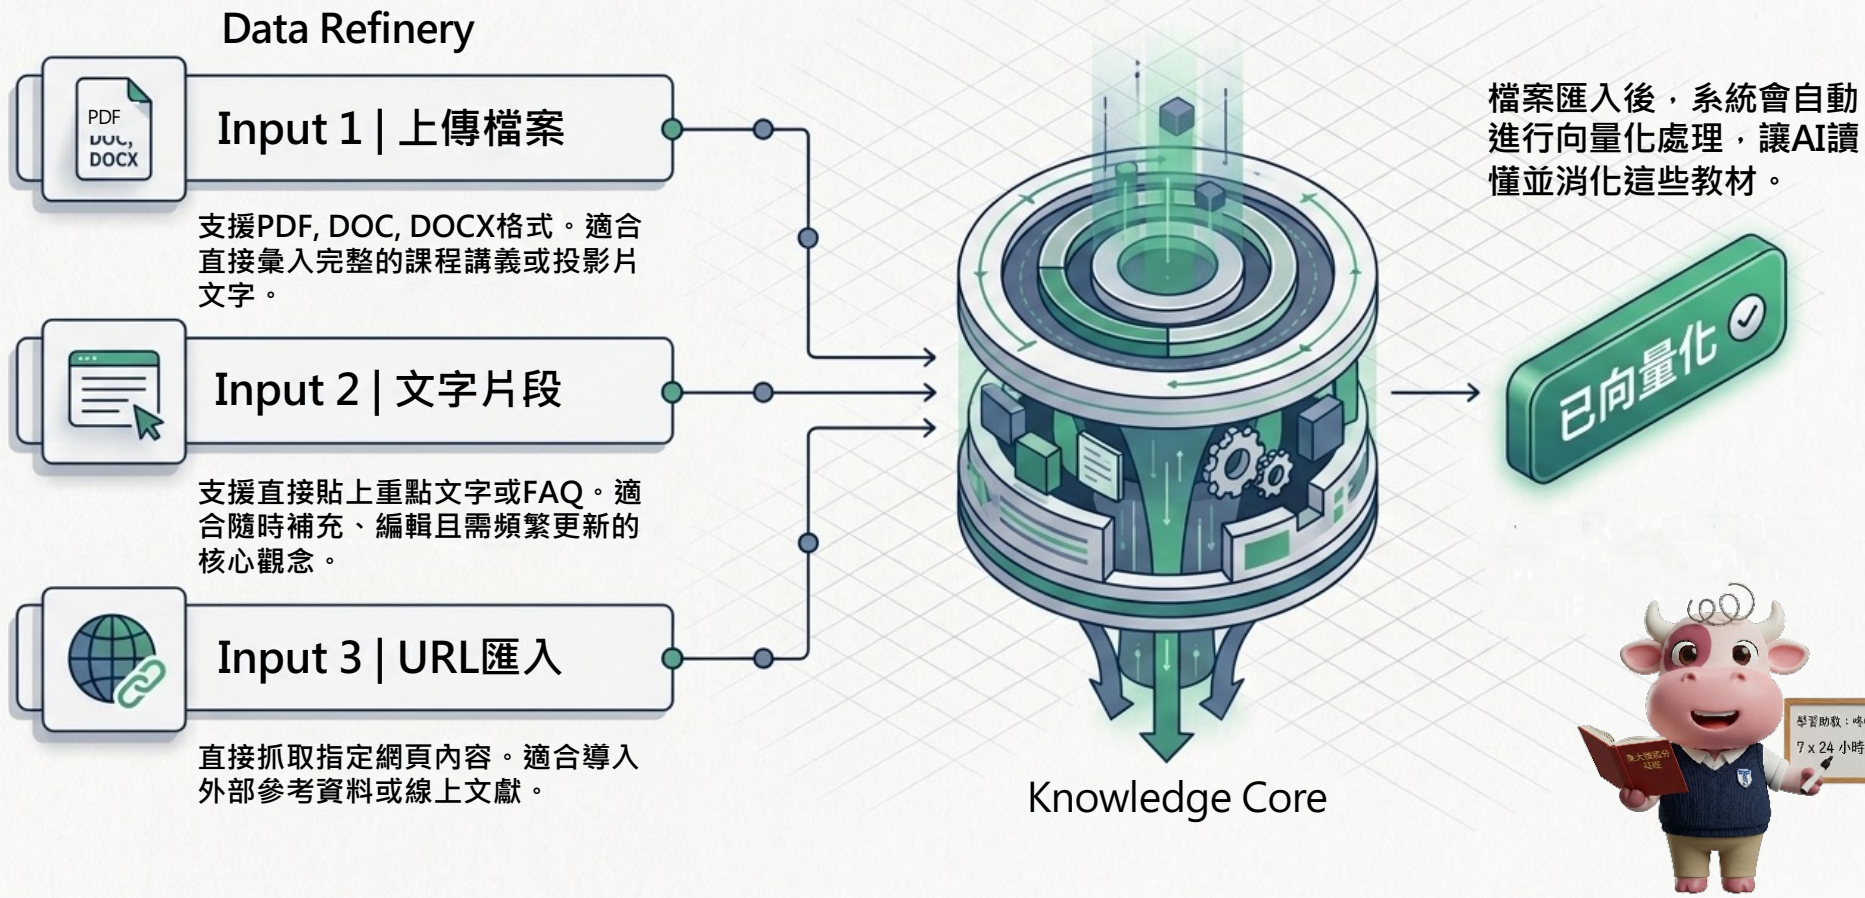 Data Refinery
PDF
DOC,
DOCX
Input 1 | 上傳檔案
支援PDF, DOC, DOCX格式。適合
直接彙入完整的課程講義或投影片
文字。
Input 2 | 文字片段
支援直接貼上重點文字或FAQ。適
合隨時補充、編輯且需頻繁更新的
核心觀念。
Input 3 | URL匯入
直接抓取指定網頁內容。適合導入
外部參考資料或線上文獻。
Knowledge Core
檔案匯入後，系統會自動
進行向量化處理，讓AI讀
懂並消化這些教材。
已向量化
學習助教：
7 x 24 小時